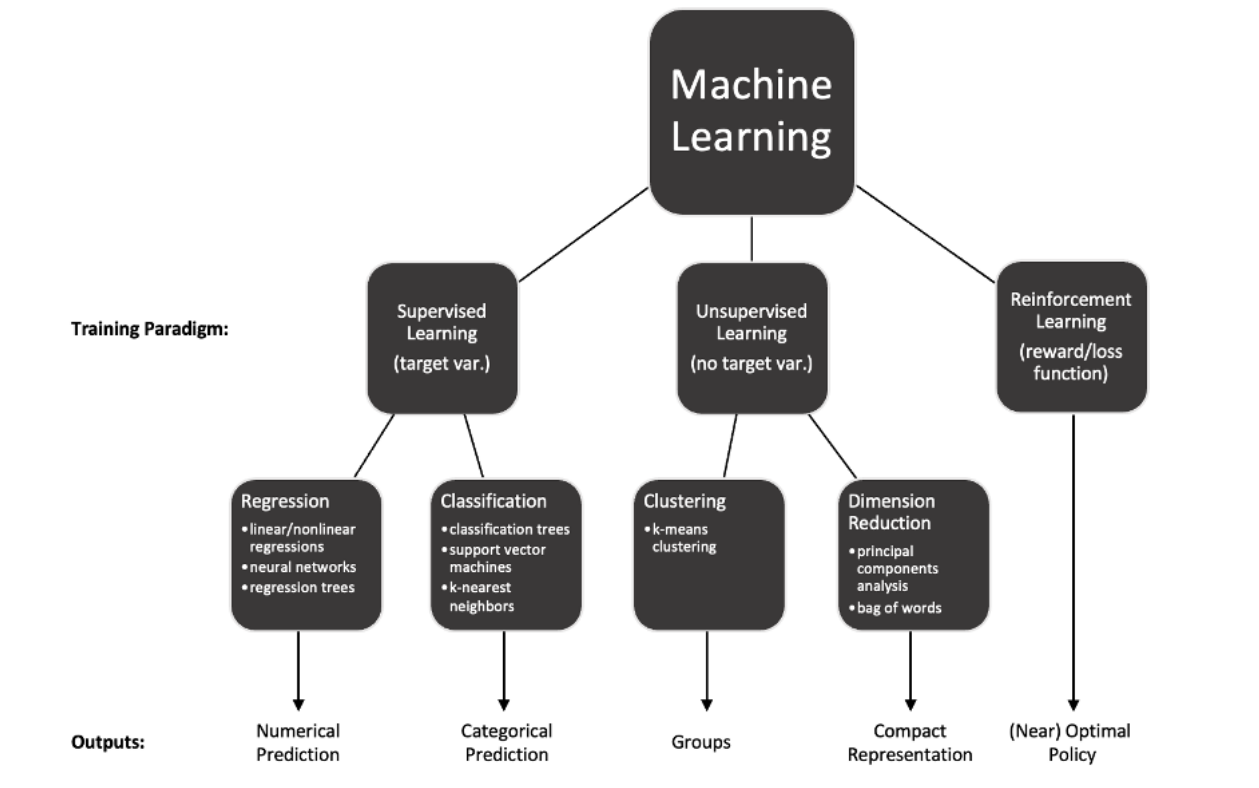 Machine
Learning
Training Paradigm:
Supervised
Learning
(target var.)
Unsupervised
Learning
(no target var.)
Reinforcement
Learning
(reward/loss
function)
Regression
•linear/nonlinear
regressions
•neural networks
•regression trees
Classification
•classification trees
•support vector
machines
•k-nearest
neighbors
Clustering
•k-means
clustering
Dimension
Reduction
•principal
components
analysis
•bag of words
Outputs:
Numerical
Prediction
Categorical
Prediction
Groups
Compact
Representation
(Near) Optimal
Policy